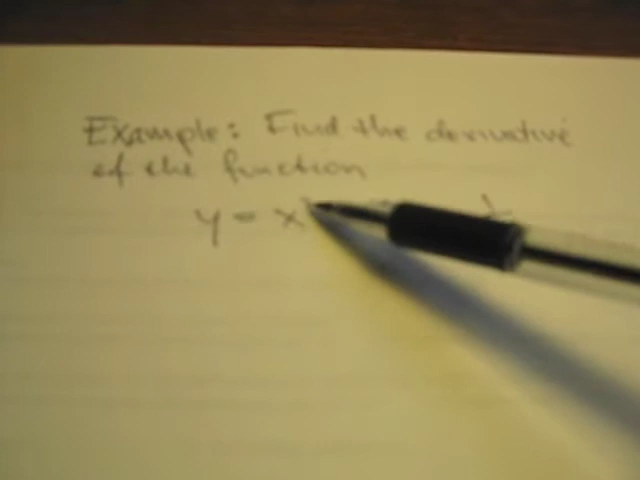 Example: Find the derivative
of the function
y = x